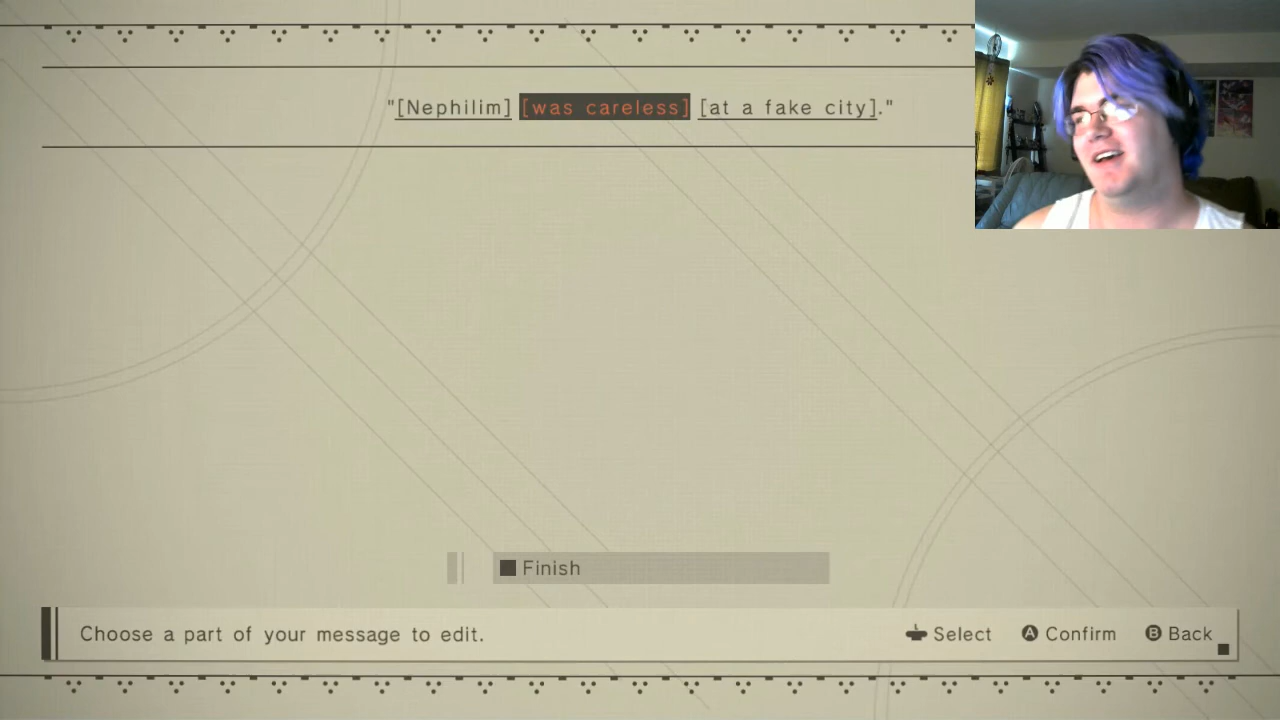 "[Nephilim] [was careless] [at a fake city]."
Finish
Choose a part of your message to edit.
Select A Confirm B Back